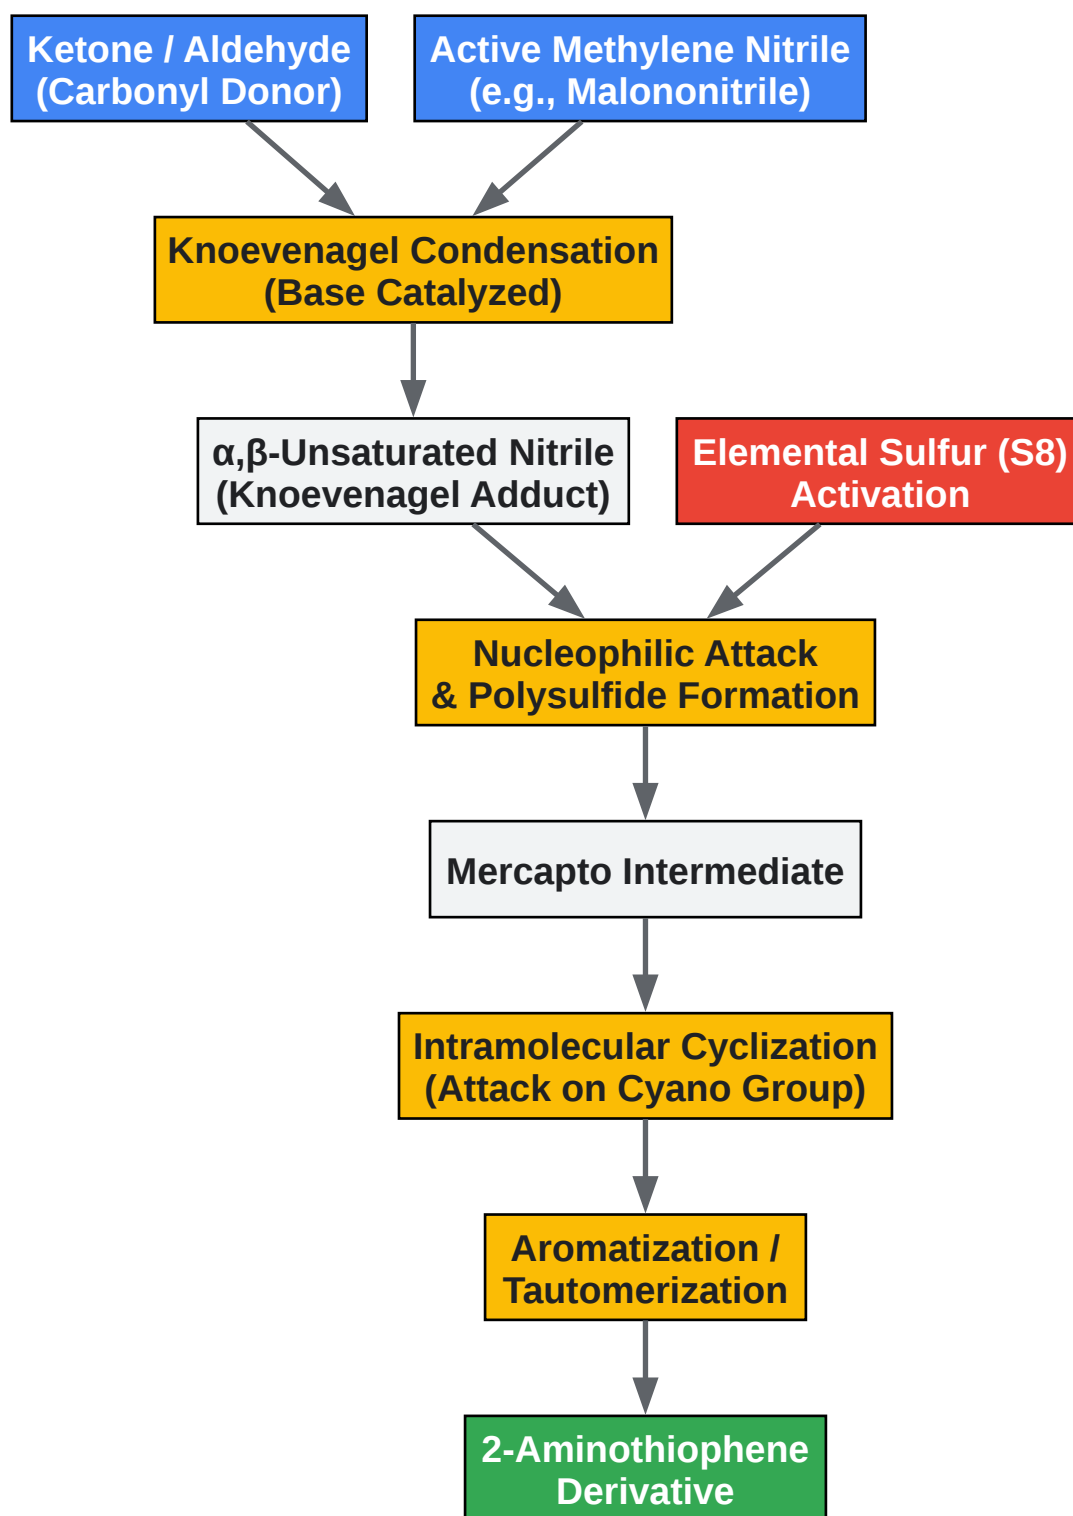 Ketone / Aldehyde
(Carbonyl Donor)
Active Methylene Nitrile
(e.g., Malononitrile)
Knoevenagel Condensation
(Base Catalyzed)
α,β-Unsaturated Nitrile
(Knoevenagel Adduct)
Elemental Sulfur (S8)
Activation
Nucleophilic Attack
& Polysulfide Formation
Mercapto Intermediate
Intramolecular Cyclization
(Attack on Cyano Group)
Aromatization /
Tautomerization
2-Aminothiophene
Derivative